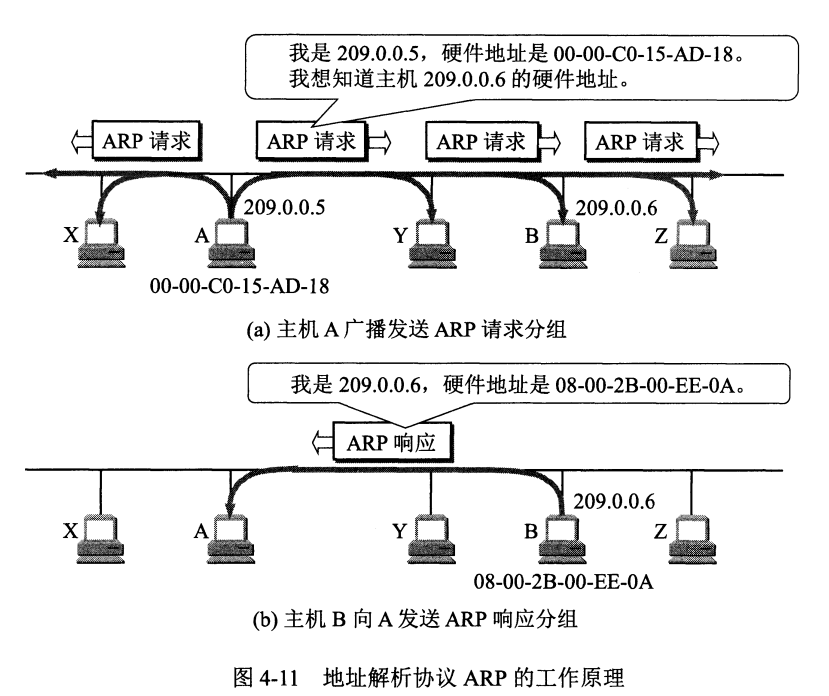 我是 209.0.0.5，硬件地址是 00-00-C0-15-AD-18。
我想知道主机 209.0.0.6 的硬件地址。
ARP 请求
ARP 请求
ARP 请求
ARP 请求
209.0.0.5
209.0.0.6
X
A
Y
B
Z
00-00-C0-15-AD-18
(a) 主机 A 广播发送 ARP 请求分组
我是 209.0.0.6，硬件地址是 08-00-2B-00-EE-0A。
ARP 响应
209.0.0.6
X
A
Y
B
Z
08-00-2B-00-EE-0A
(b) 主机 B 向 A 发送 ARP 响应分组
图 4-11 地址解析协议 ARP 的工作原理